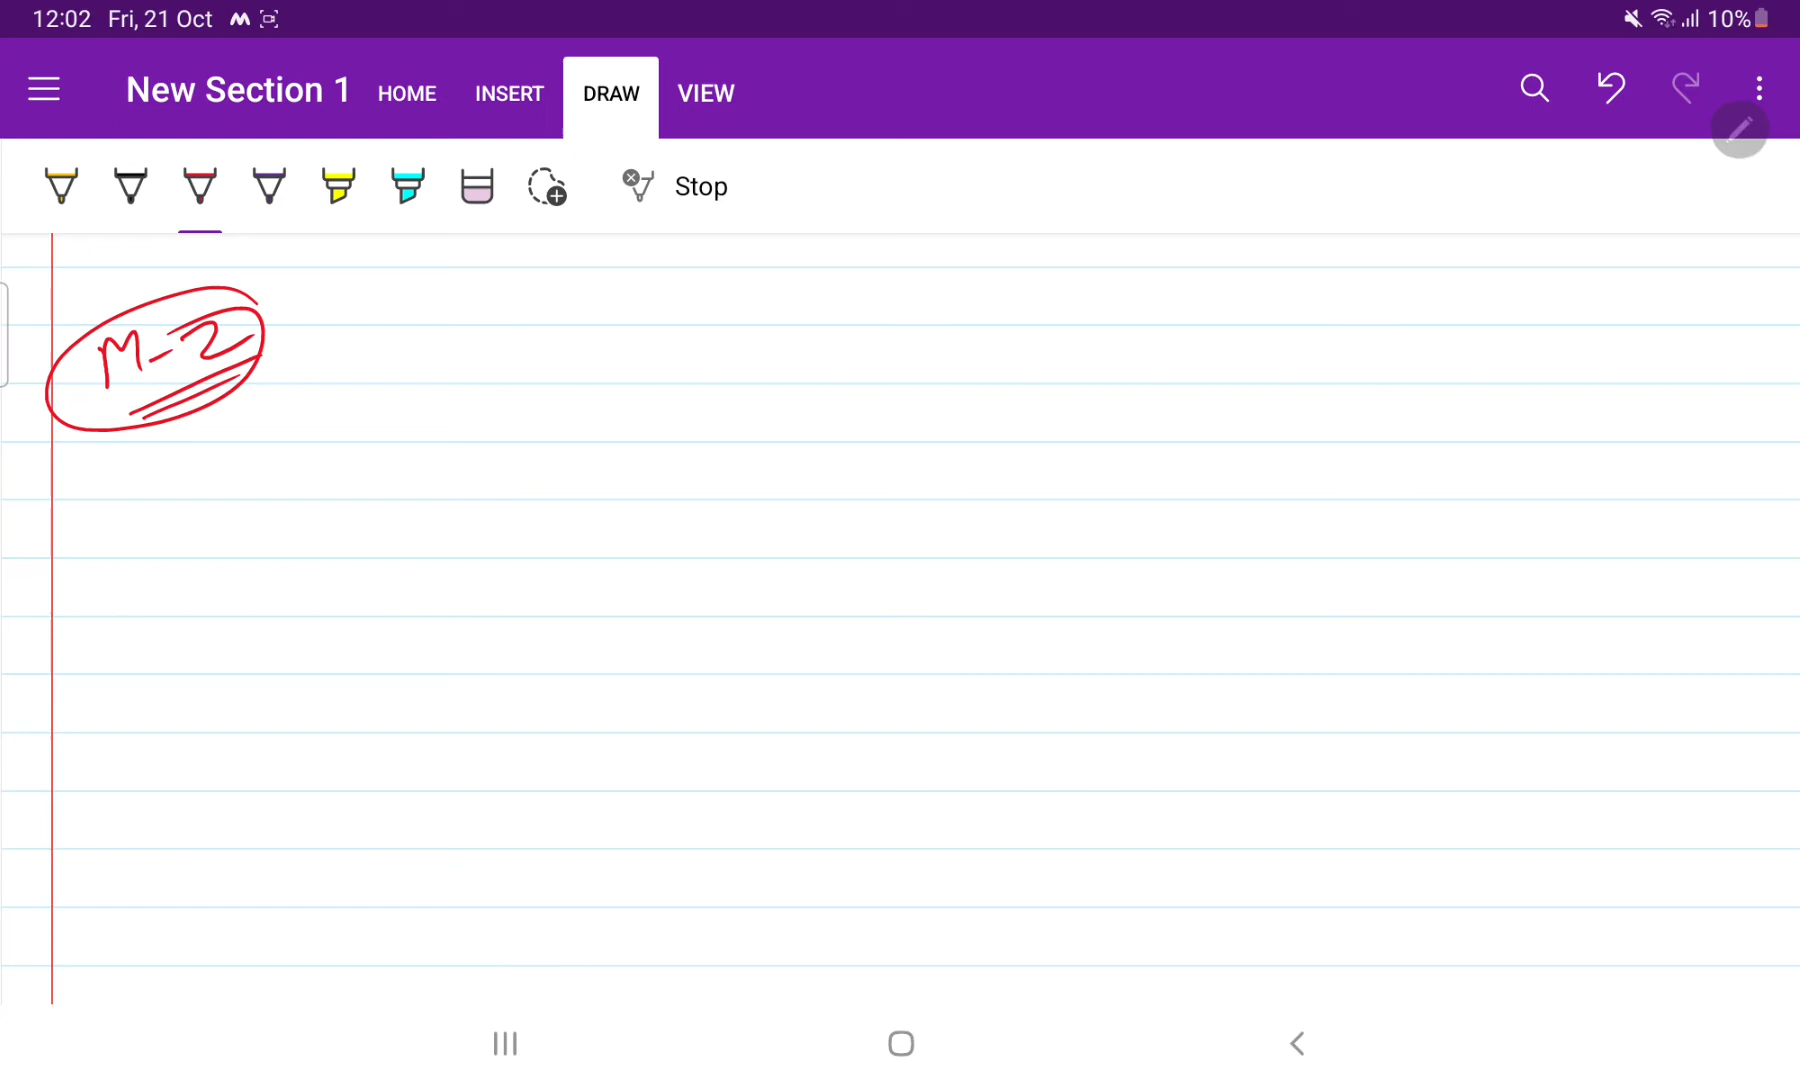 12:02 Fri, 21 Oct 10%
New Section 1 HOME INSERT DRAW VIEW
Stop
M-2